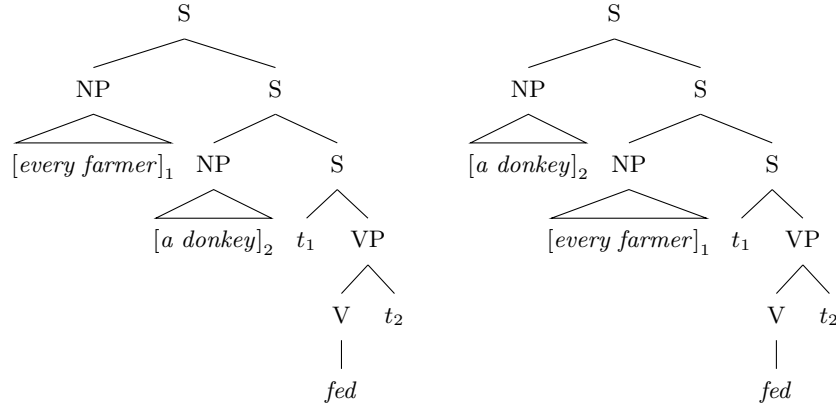 S S
NP S NP S
[every farmer]₁ NP S [a donkey]₂ NP S
[a donkey]₂ t₁ VP [every farmer]₁ t₁ VP
V t₂ V t₂
fed fed